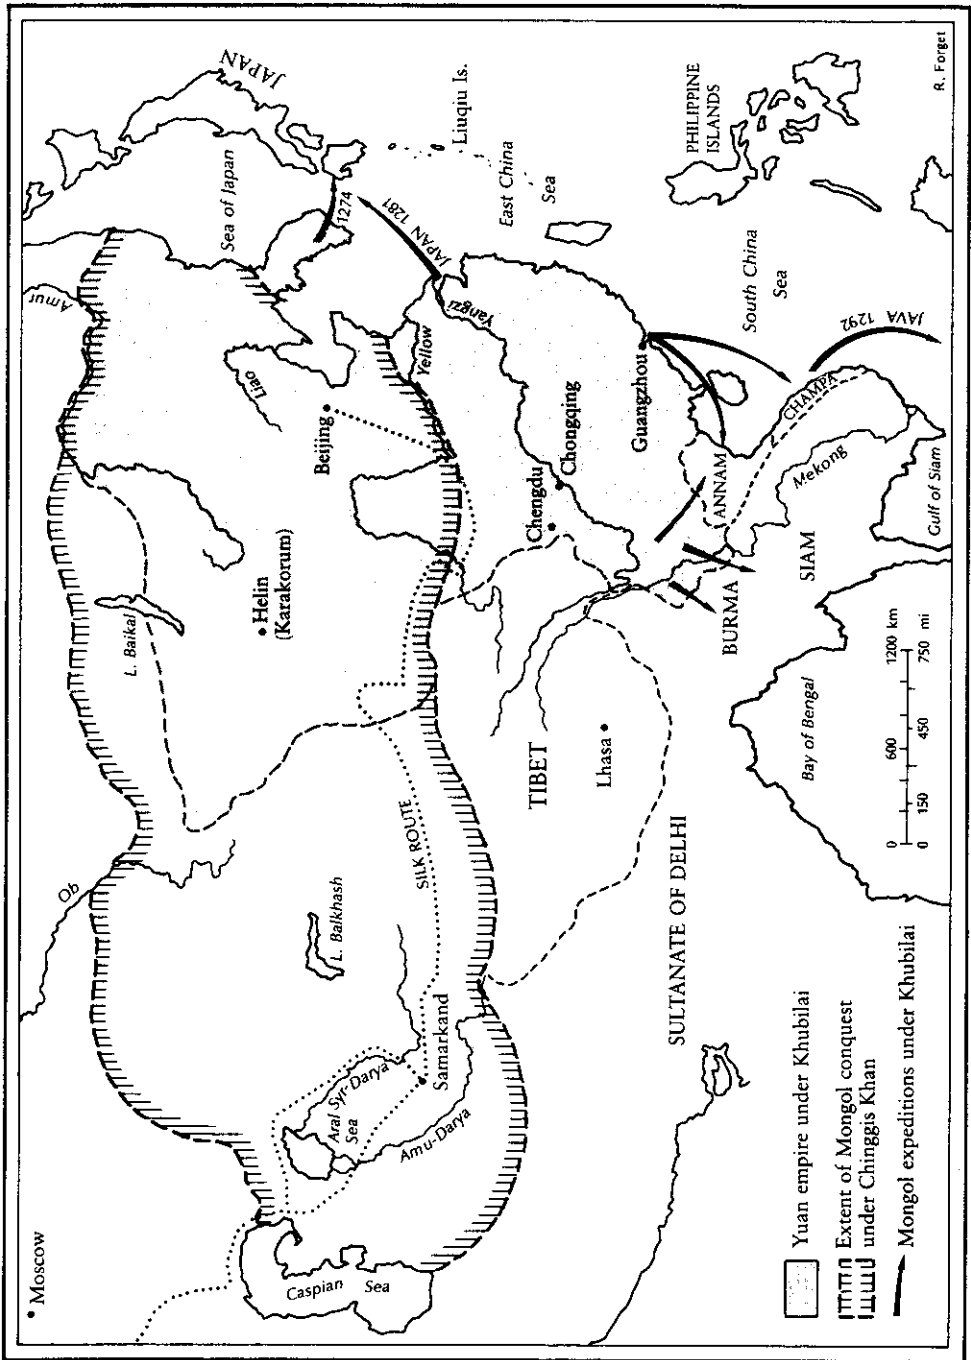 Moscow
Ob
Amur
JAPAN
L. Baikal
Sea of Japan
Helin
(Karakorum)
Liao
L. Balkhash
Beijing
1274
JAPAN 1281
Caspian
Sea
Aral
Sea
Syr-Darya
Amu-Darya
Samarkand
SILK ROUTE
Yellow
Yangzi
Liuqiu Is.
East China
Sea
TIBET
Lhasa
Chengdu
Chongqing
Guangzhou
SULTANATE OF DELHI
BURMA
ANNAM
CHAMPA
SIAM
Mekong
South China
Sea
PHILIPPINE
ISLANDS
JAVA 1292
Bay of Bengal
Gulf of Siam
Yuan empire under Khubilai
Extent of Mongol conquest
under Chinggis Khan
Mongol expeditions under Khubilai
0 600 1200 km
0 150 450 750 mi
R. Forget